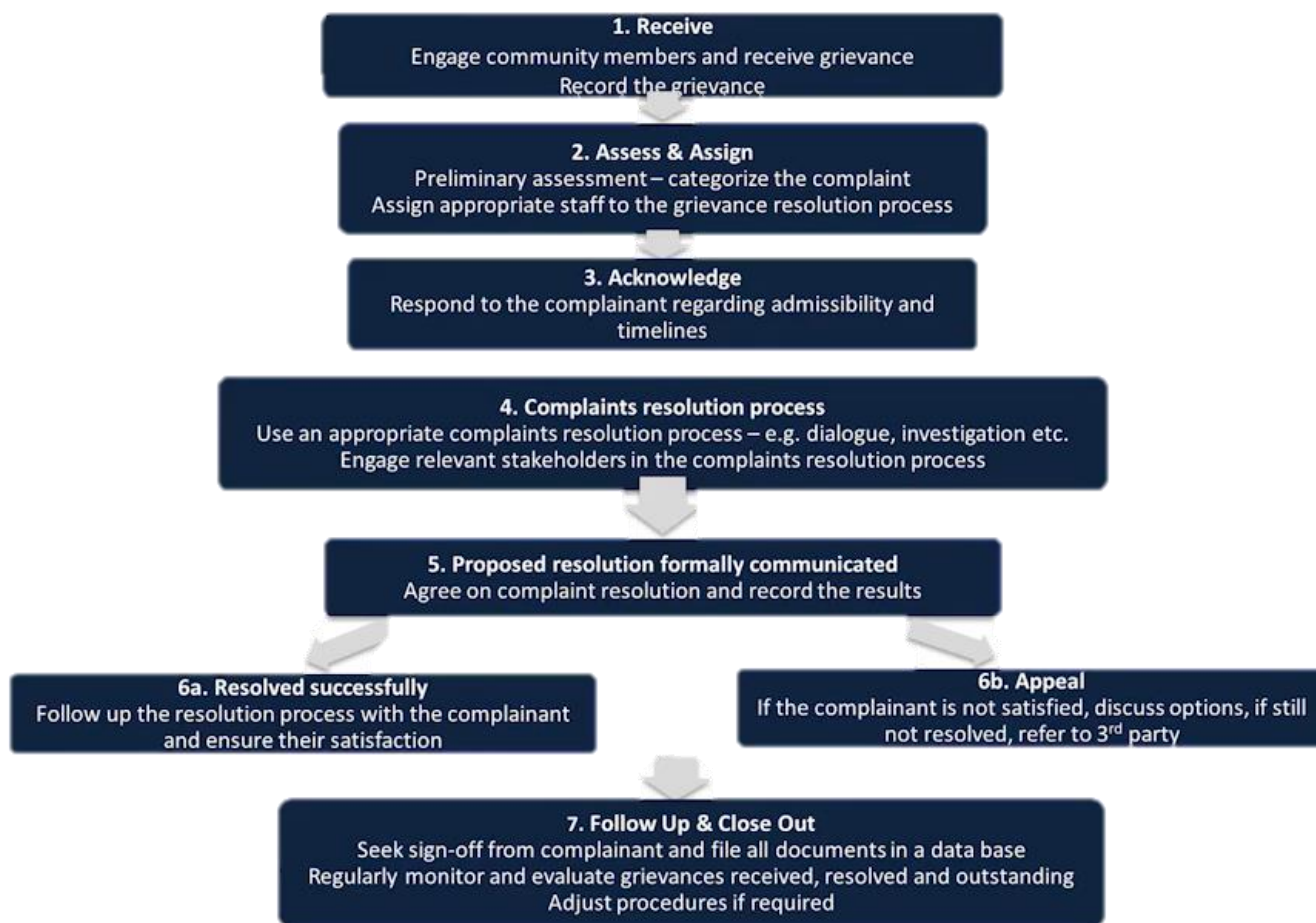 1. Receive
Engage community members and receive grievance
Record the grievance
2. Assess & Assign
Preliminary assessment – categorize the complaint
Assign appropriate staff to the grievance resolution process
3. Acknowledge
Respond to the complainant regarding admissibility and
timelines
4. Complaints resolution process
Use an appropriate complaints resolution process – e.g. dialogue, investigation etc.
Engage relevant stakeholders in the complaints resolution process
5. Proposed resolution formally communicated
Agree on complaint resolution and record the results
6a. Resolved successfully
Follow up the resolution process with the complainant
and ensure their satisfaction
6b. Appeal
If the complainant is not satisfied, discuss options, if still
not resolved, refer to 3rd party
7. Follow Up & Close Out
Seek sign-off from complainant and file all documents in a data base
Regularly monitor and evaluate grievances received, resolved and outstanding
Adjust procedures if required